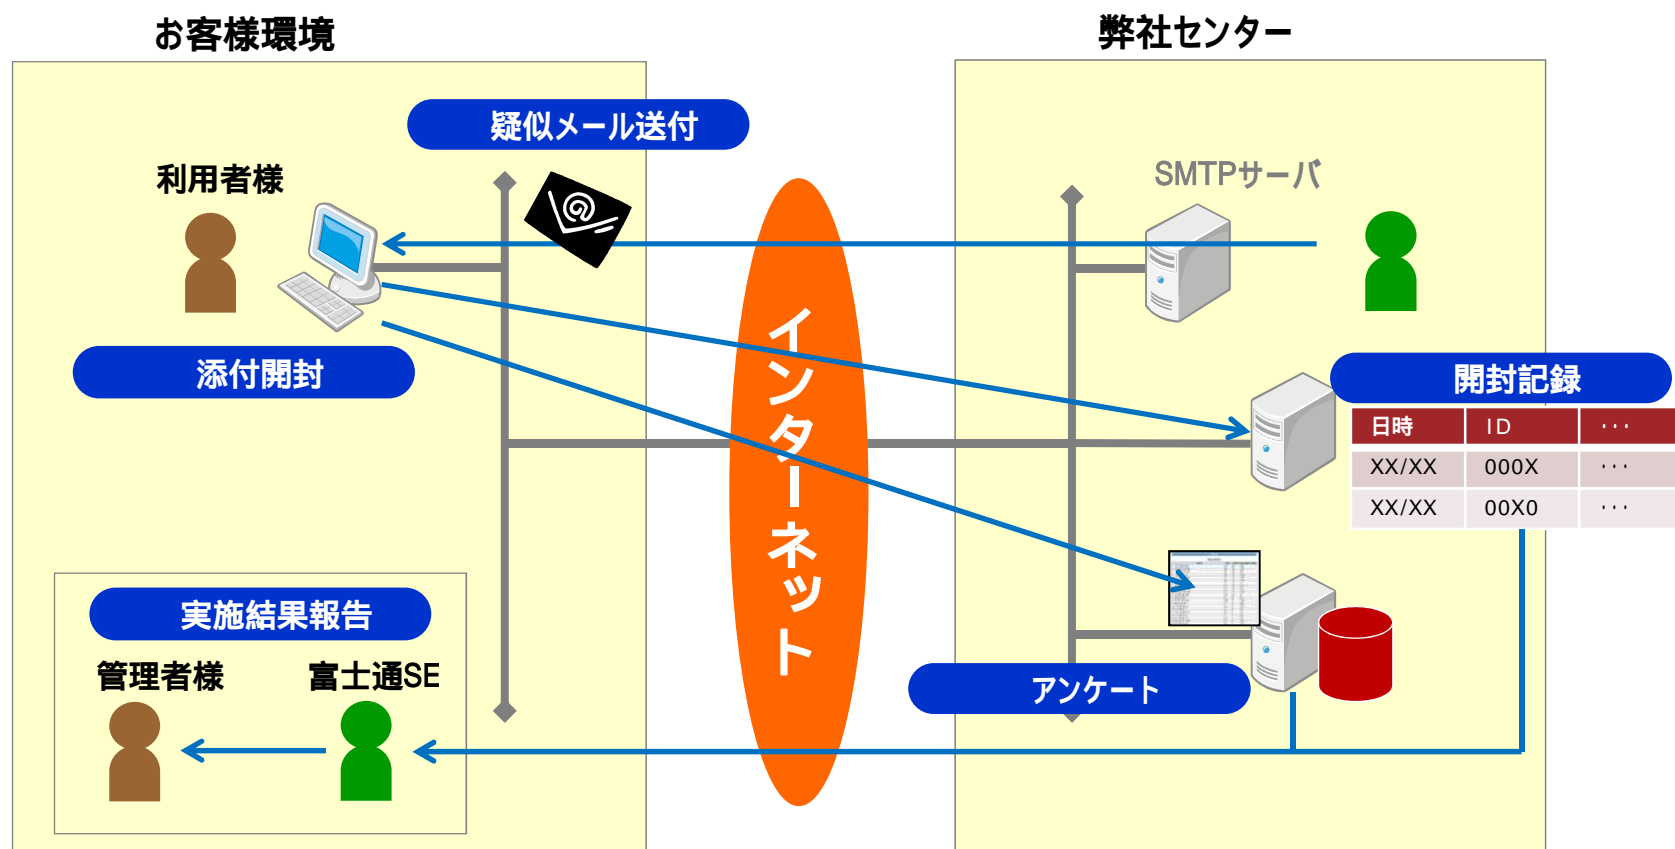 お客様環境
弊社センター
疑似メール送付
利用者様
SMTPサーバ
添付開封
インターネット
開封記録
日時 ID ・・・
XX/XX 000X ・・・
XX/XX 00X0 ・・・
実施結果報告
管理者様 富士通SE
アンケート